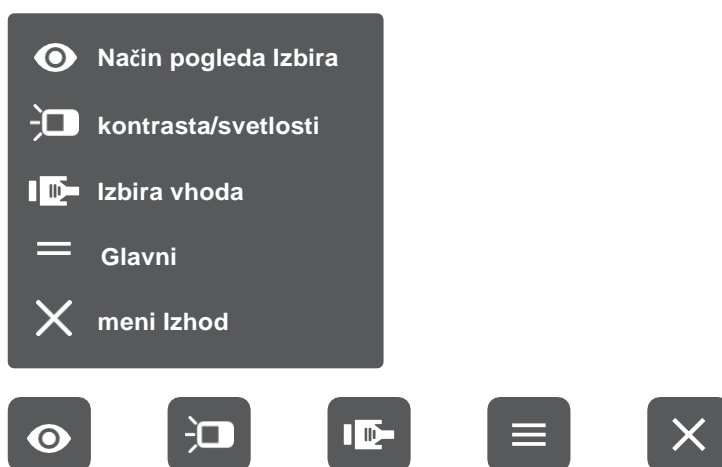 Način pogleda Izbira
kontrasta/svetlosti
Izbira vhoda
Glavni
meni Izhod